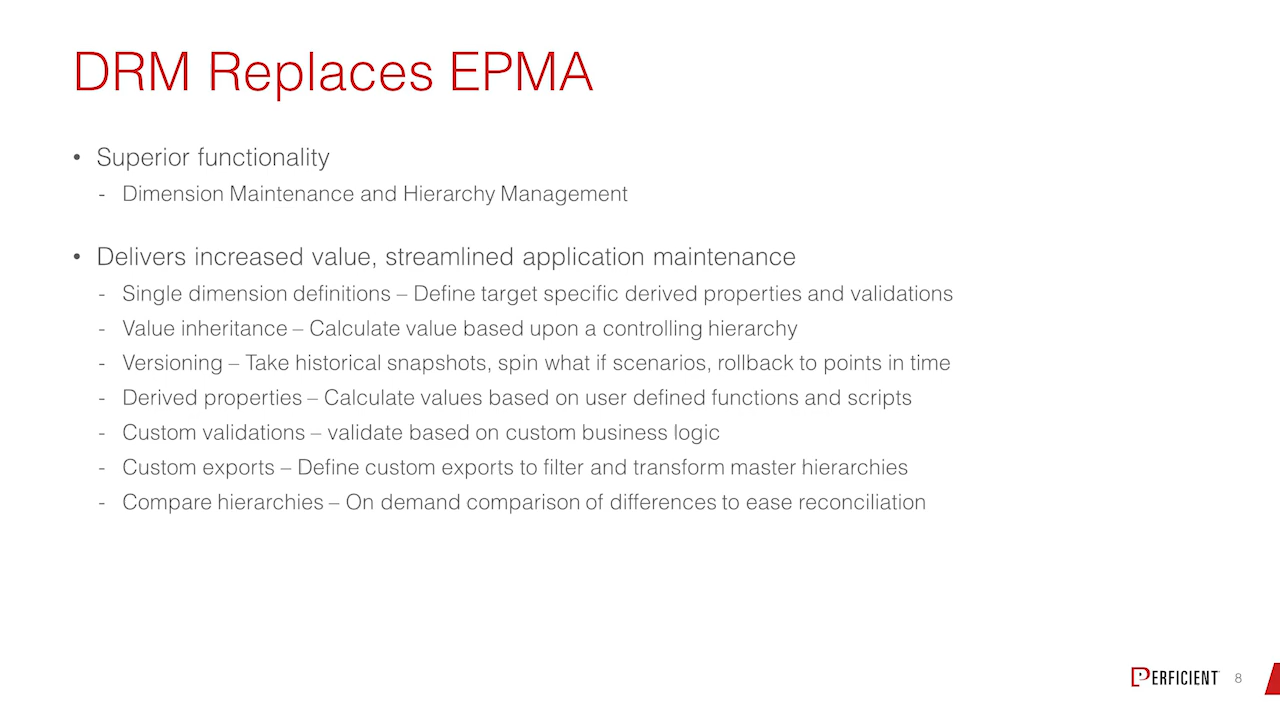 DRM Replaces EPMA
• Superior functionality
- Dimension Maintenance and Hierarchy Management
• Delivers increased value, streamlined application maintenance
- Single dimension definitions – Define target specific derived properties and validations
- Value inheritance – Calculate value based upon a controlling hierarchy
- Versioning – Take historical snapshots, spin what if scenarios, rollback to points in time
- Derived properties – Calculate values based on user defined functions and scripts
- Custom validations – validate based on custom business logic
- Custom exports – Define custom exports to filter and transform master hierarchies
- Compare hierarchies – On demand comparison of differences to ease reconciliation
PERFICIENT 8